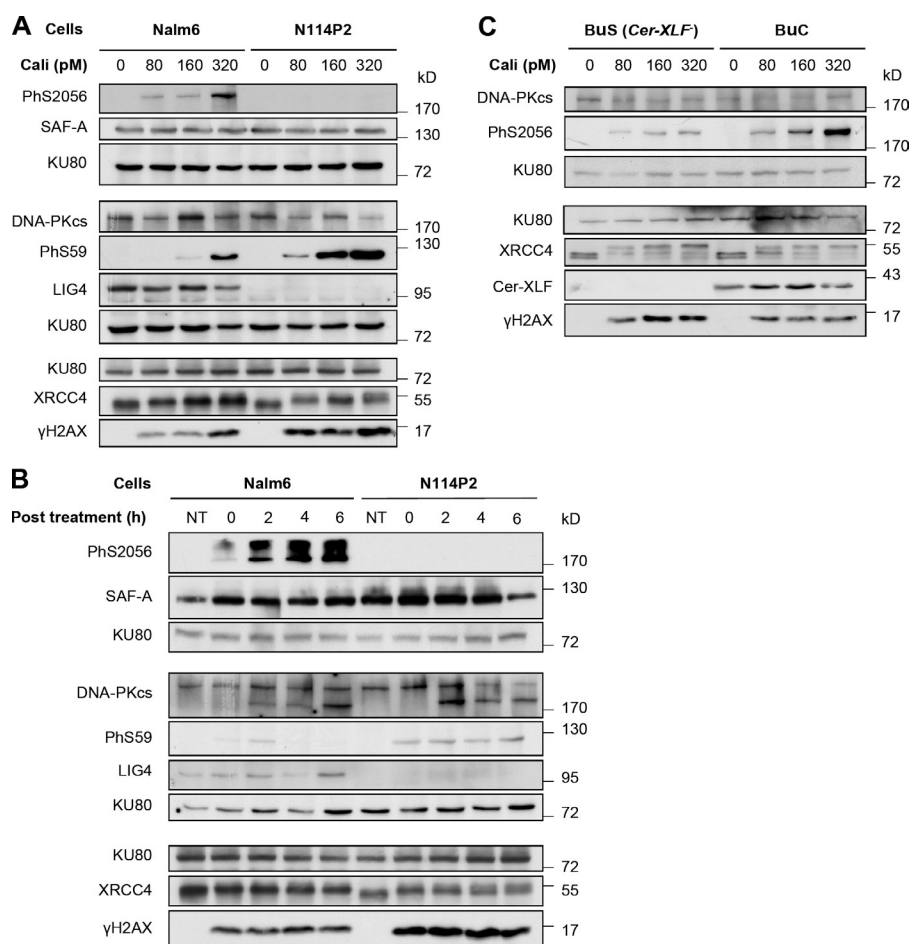 A Cells Nalm6 N114P2
Cali (pM) 0 80 160 320 0 80 160 320 kD
PhS2056 170
SAF-A 130
KU80 72
DNA-PKcs 170
PhS59 130
LIG4 95
KU80 72
KU80 72
XRCC4 55
γH2AX 17
C BuS (Cer-XLF-) BuC
Cali (pM) 0 80 160 320 0 80 160 320 kD
DNA-PKcs 170
PhS2056 170
KU80 72
KU80 72
XRCC4 55
Cer-XLF 43
γH2AX 17
B Cells Nalm6 N114P2
Post treatment (h) NT 0 2 4 6 NT 0 2 4 6 kD
PhS2056 170
SAF-A 130
KU80 72
DNA-PKcs 170
PhS59 130
LIG4 95
KU80 72
KU80 72
XRCC4 55
γH2AX 17